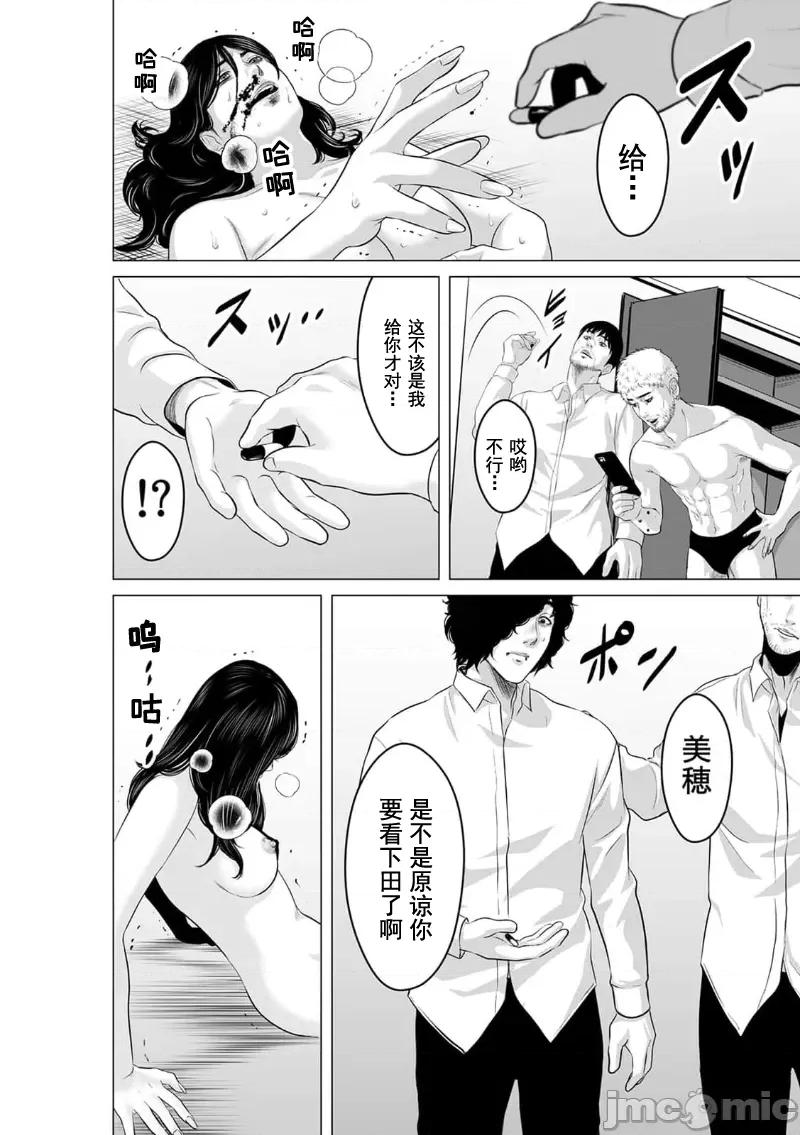 给…
スッ
哈啊
哈啊
哈啊
哎哟
不行…
这不该是我
给你才对…
スッ…
!?
美穂
ポン
是不是原谅你
要看下田了啊
呜…咕…
jmcomic